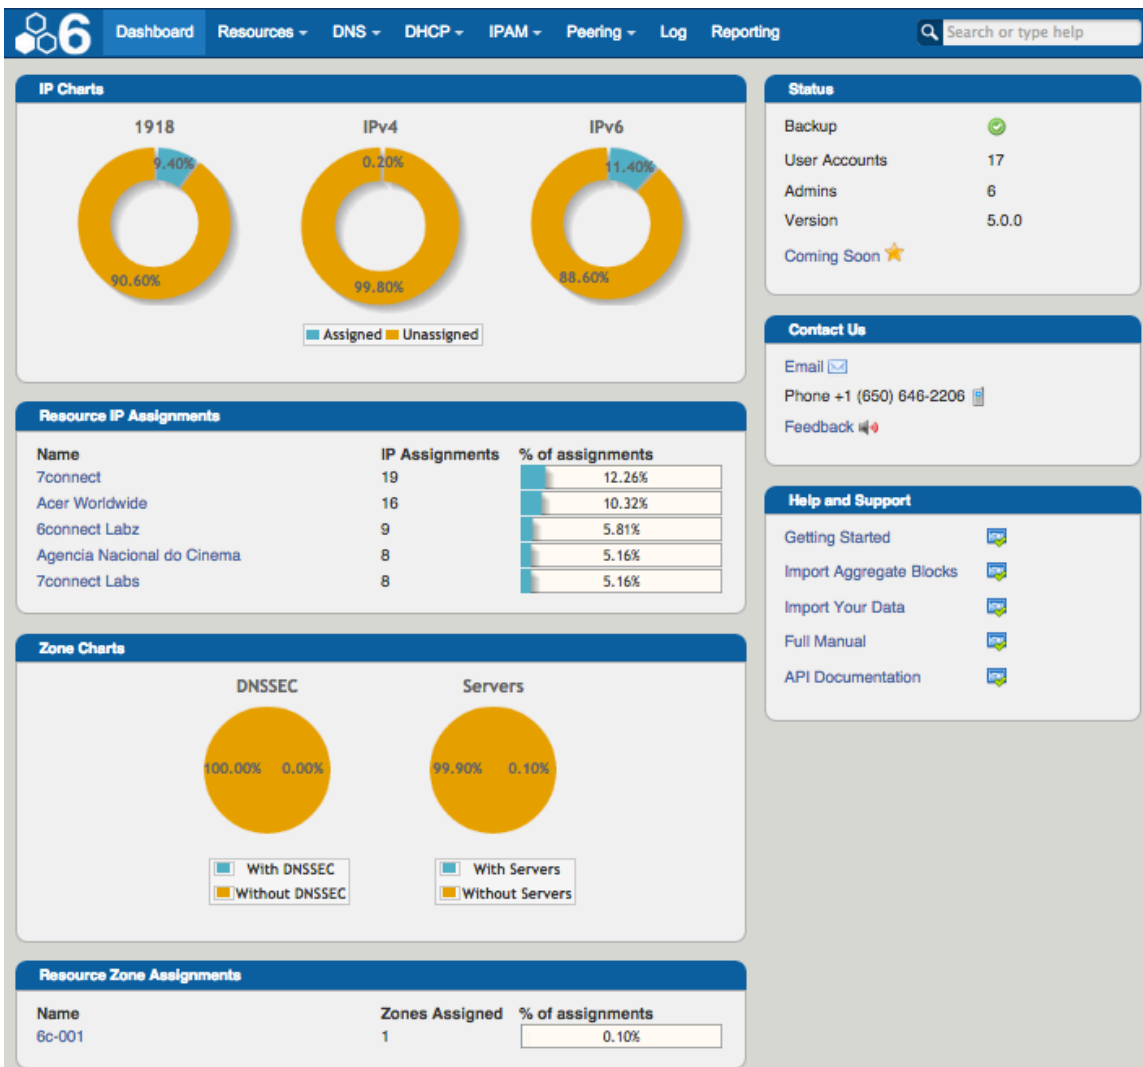 6 Dashboard Resources DNS DHCP IPAM Peering Log Reporting Search or type help
IP Charts
1918 IPv4 IPv6
9.40% 0.20% 11.40%
90.60% 99.80% 88.60%
Assigned Unassigned
Resource IP Assignments
Name IP Assignments % of assignments
7connect 19 12.26%
Acer Worldwide 16 10.32%
6connect Labz 9 5.81%
Agencia Nacional do Cinema 8 5.16%
7connect Labs 8 5.16%
Zone Charts
DNSSEC Servers
100.00% 0.00% 99.90% 0.10%
With DNSSEC With Servers
Without DNSSEC Without Servers
Resource Zone Assignments
Name Zones Assigned % of assignments
6c-001 1 0.10%
Status
Backup
User Accounts 17
Admins 6
Version 5.0.0
Coming Soon
Contact Us
Email
Phone +1 (650) 646-2206
Feedback
Help and Support
Getting Started
Import Aggregate Blocks
Import Your Data
Full Manual
API Documentation